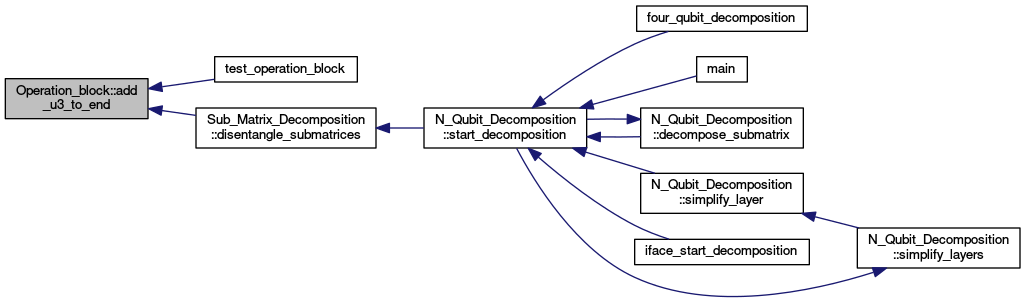 Operation_block::add
_u3_to_end
test_operation_block
Sub_Matrix_Decomposition
::disentangle_submatrices
N_Qubit_Decomposition
::start_decomposition
four_qubit_decomposition
main
N_Qubit_Decomposition
::decompose_submatrix
N_Qubit_Decomposition
::simplify_layer
iface_start_decomposition
N_Qubit_Decomposition
::simplify_layers